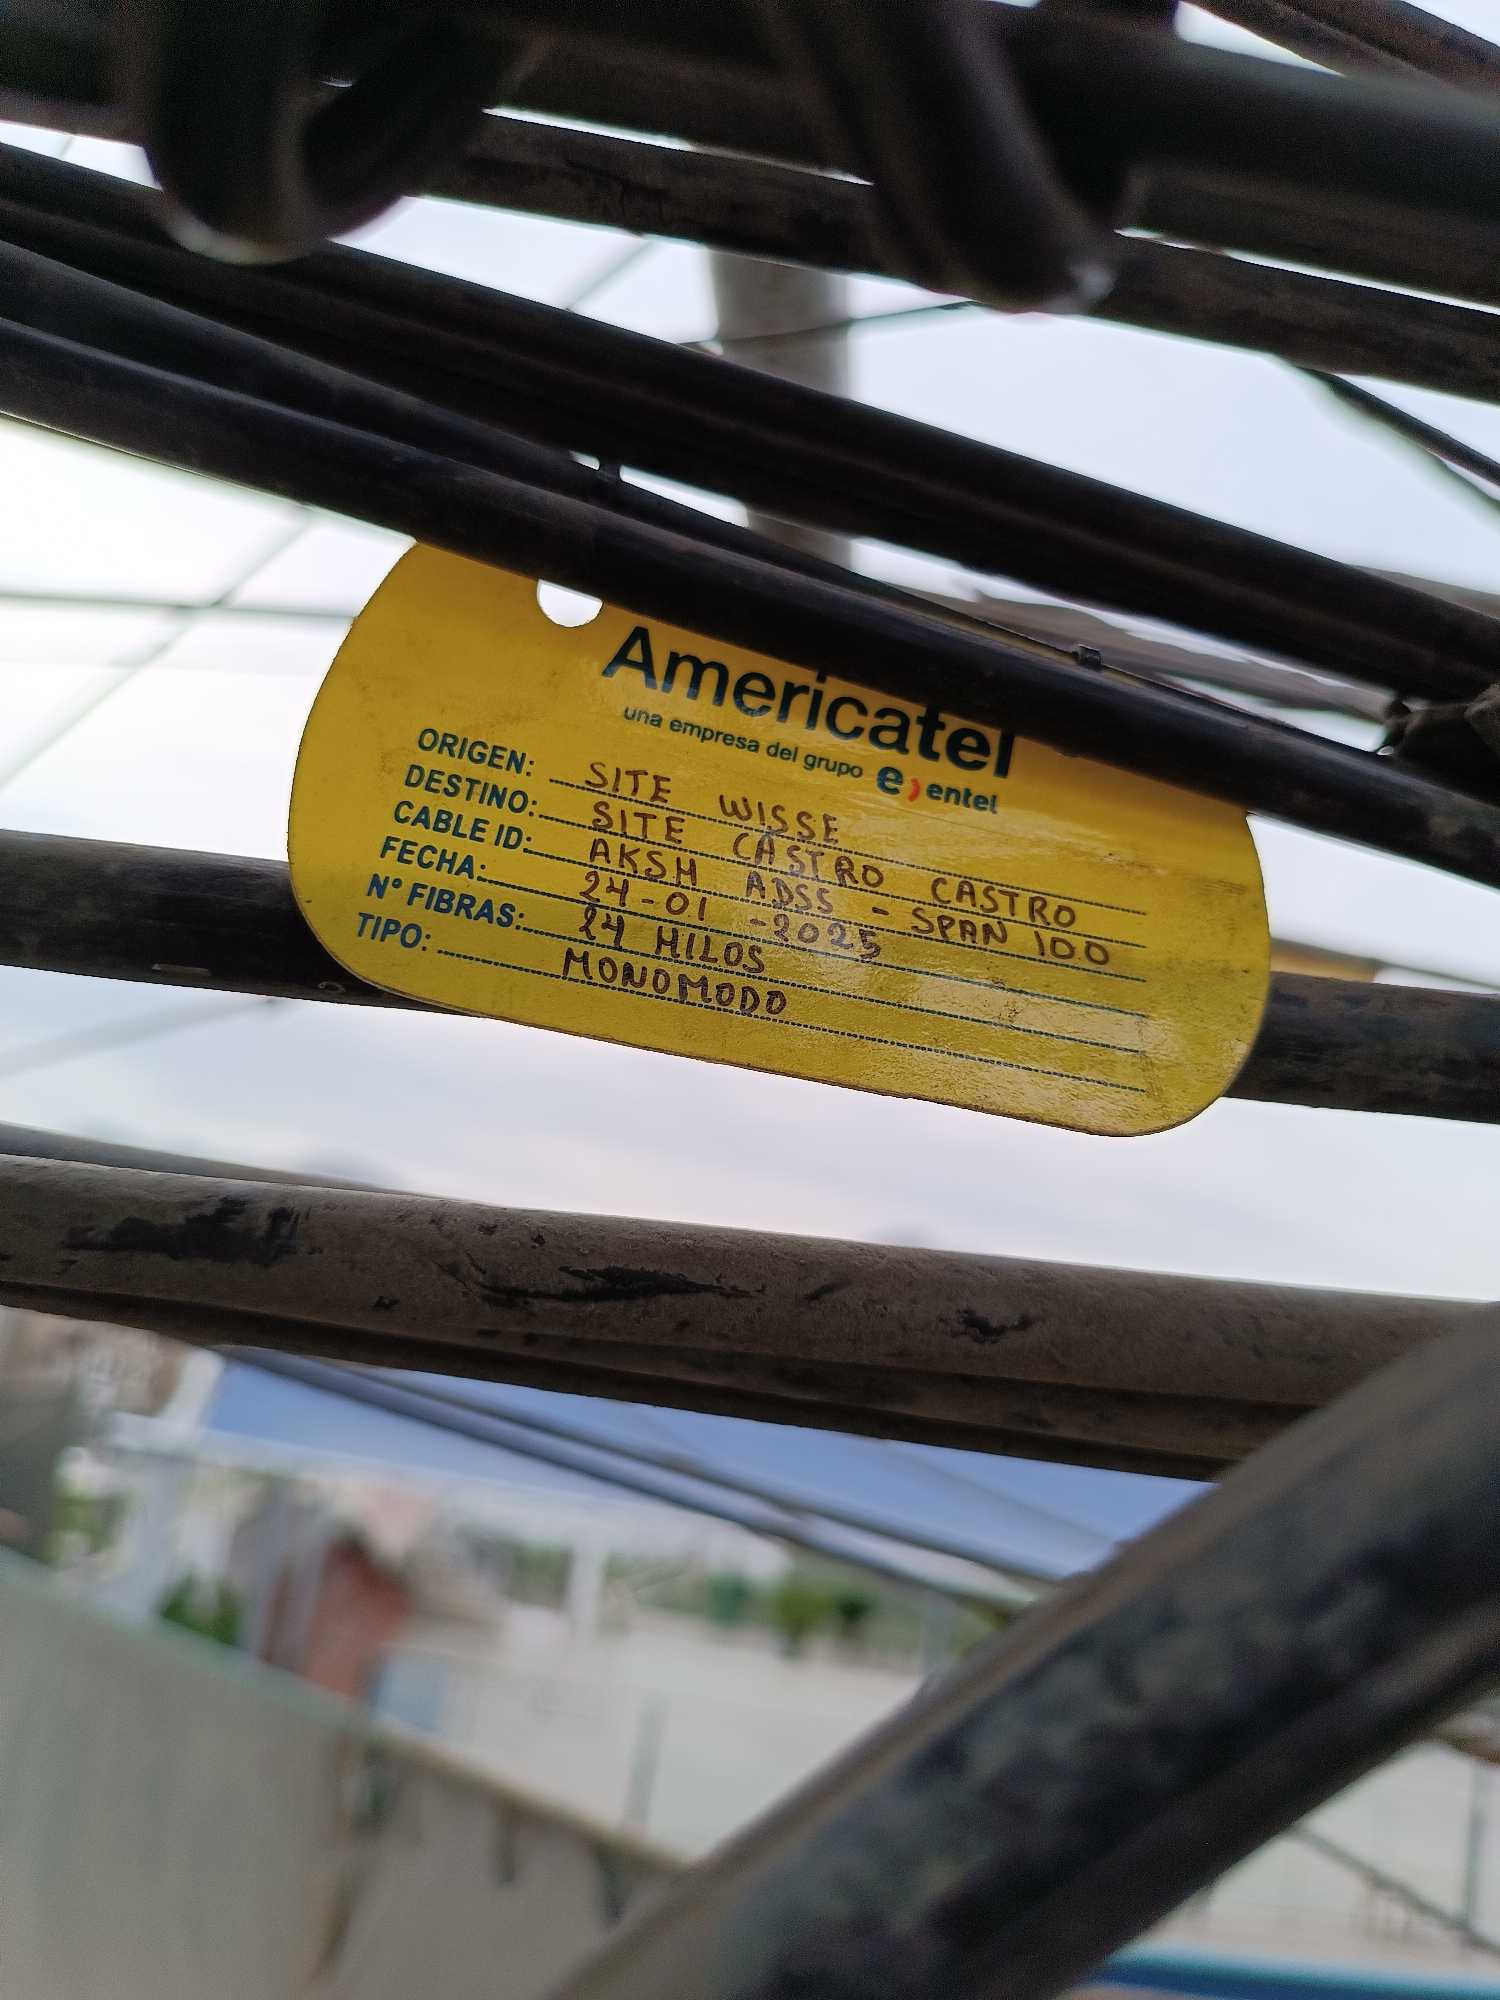 Americatel
una empresa del grupo e) entel
ORIGEN: SITE WISSE
DESTINO: SITE CASTRO CASTRO
CABLE ID: AKSH ADSS - SPAN 100
FECHA: 24-01-2025
N° FIBRAS: 24 HILOS
TIPO: MONOMODO